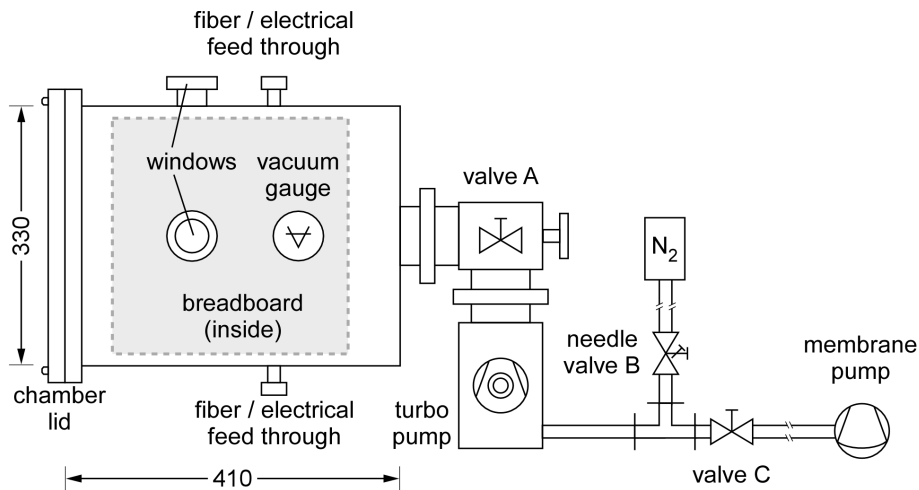 fiber / electrical
feed through
windows
vacuum
gauge
valve A
330
N2
breadboard
(inside)
needle
valve B
membrane
pump
chamber
lid
fiber / electrical
feed through
turbo
pump
valve C
410